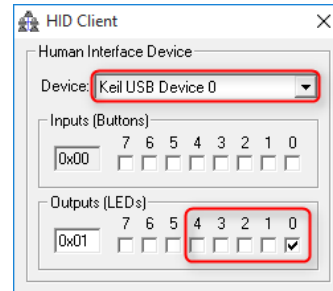 HID Client
Human Interface Device
Device: Keil USB Device 0
Inputs (Buttons)
7 6 5 4 3 2 1 0
0x00
Outputs (LEDs)
7 6 5 4 3 2 1 0
0x01